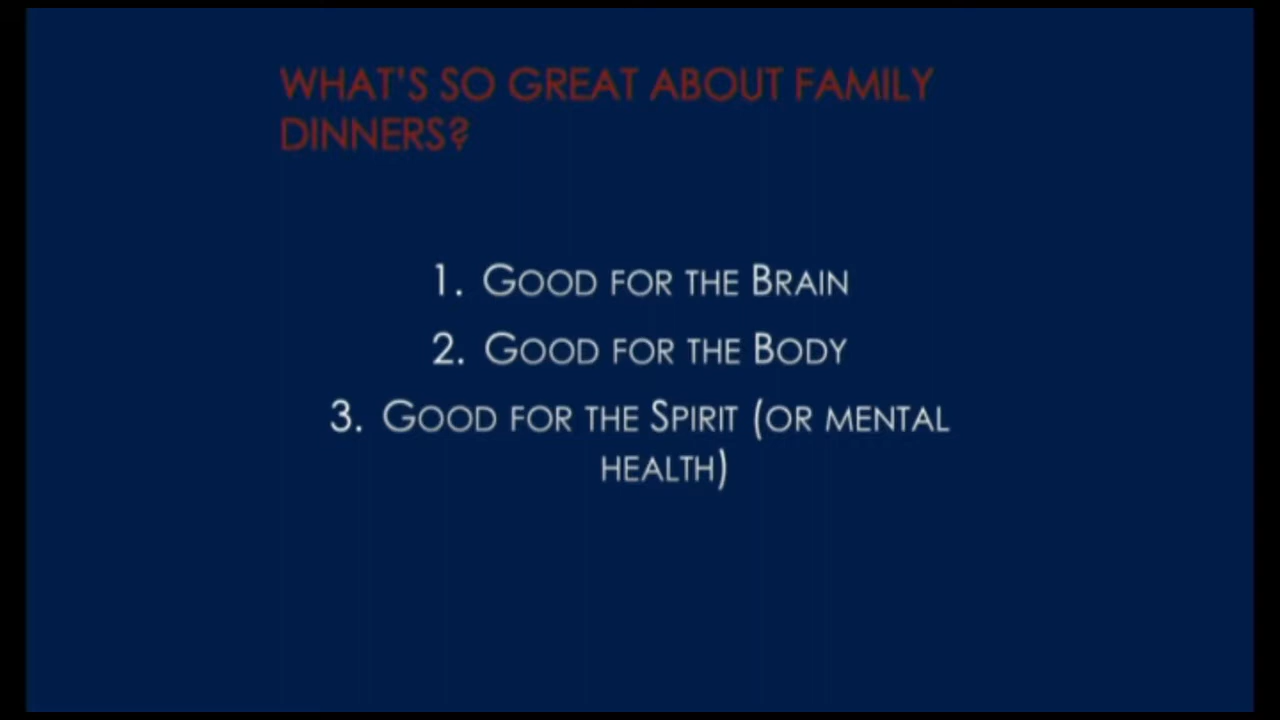 WHAT'S SO GREAT ABOUT FAMILY
DINNERS?
1. GOOD FOR THE BRAIN
2. GOOD FOR THE BODY
3. GOOD FOR THE SPIRIT (OR MENTAL
HEALTH)